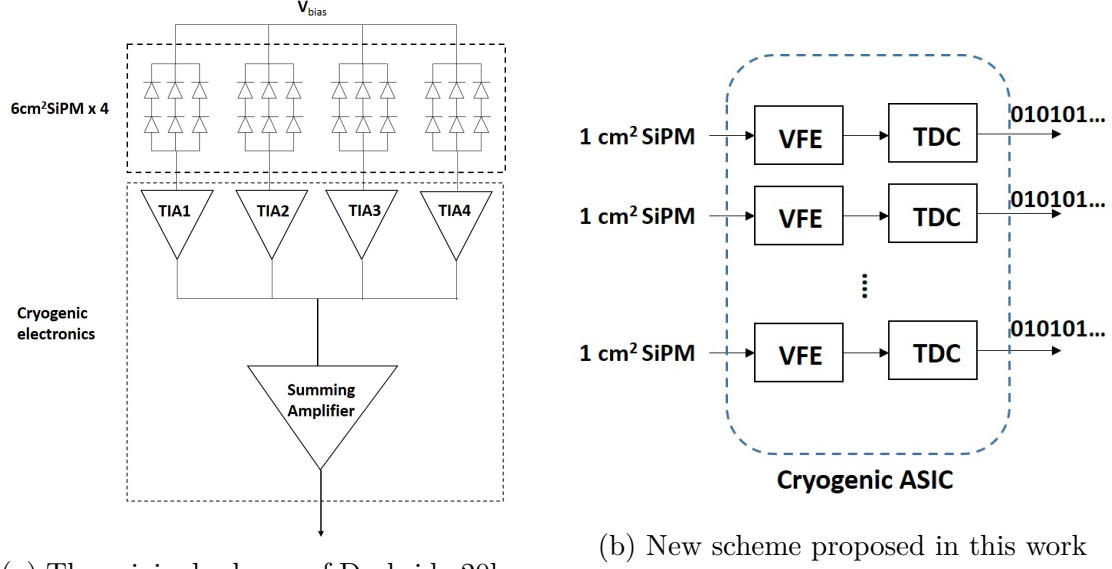 V_bias
6cm²SiPM x 4
TIA1 TIA2 TIA3 TIA4
Cryogenic
electronics
Summing
Amplifier
1 cm² SiPM VFE TDC 010101...
1 cm² SiPM VFE TDC 010101...
1 cm² SiPM VFE TDC 010101...
Cryogenic ASIC
(b) New scheme proposed in this work